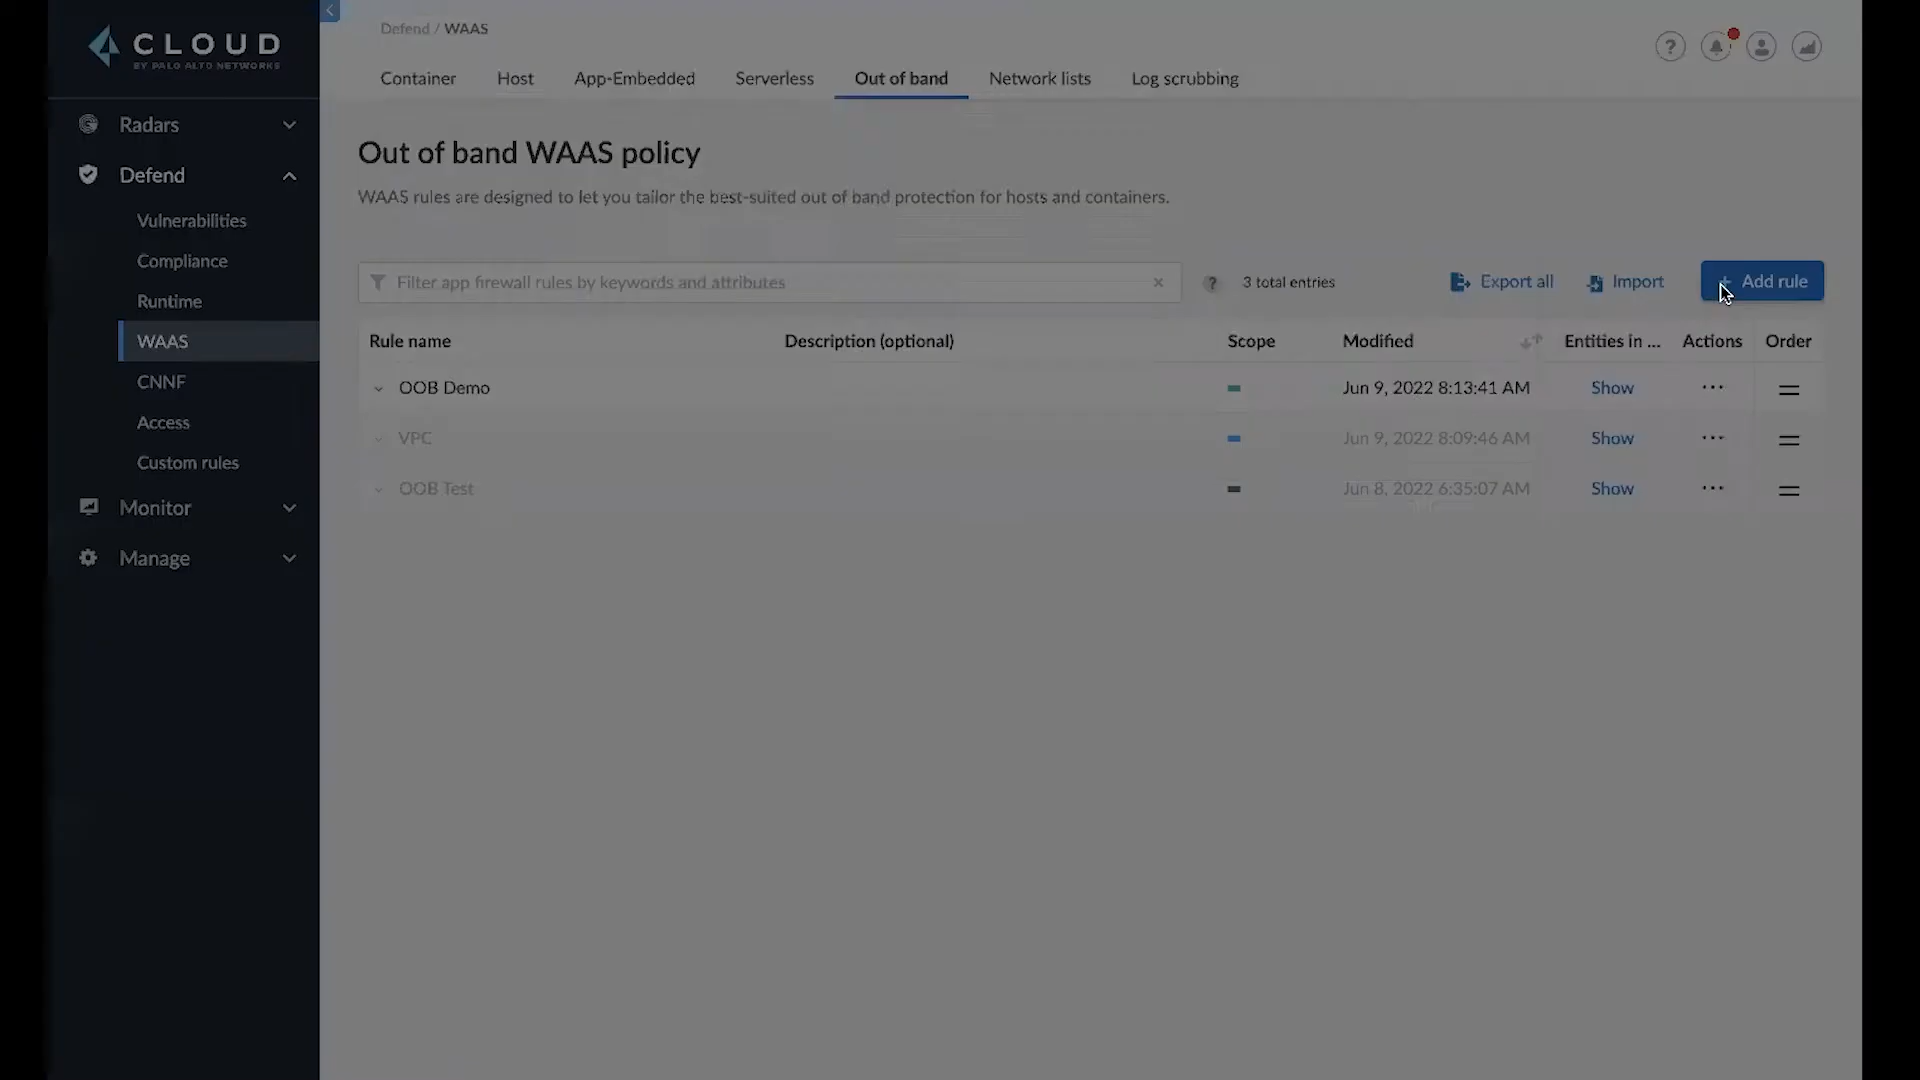 CLOUD
BY PALO ALTO NETWORKS
Radars
Defend
Vulnerabilities
Compliance
Runtime
WAAS
CNNF
Access
Custom rules
Monitor
Manage
Defend / WAAS
Container Host App-Embedded Serverless Out of band Network lists Log scrubbing
Out of band WAAS policy
WAAS rules are designed to let you tailor the best-suited out of band protection for hosts and containers.
Filter app firewall rules by keywords and attributes
3 total entries
Export all
Import
+ Add rule
Rule name Description (optional) Scope Modified Entities in ... Actions Order
OOB Demo Jun 9, 2022 8:13:41 AM Show
VPC Jun 9, 2022 8:09:46 AM Show
OOB Test Jun 8, 2022 6:35:07 AM Show